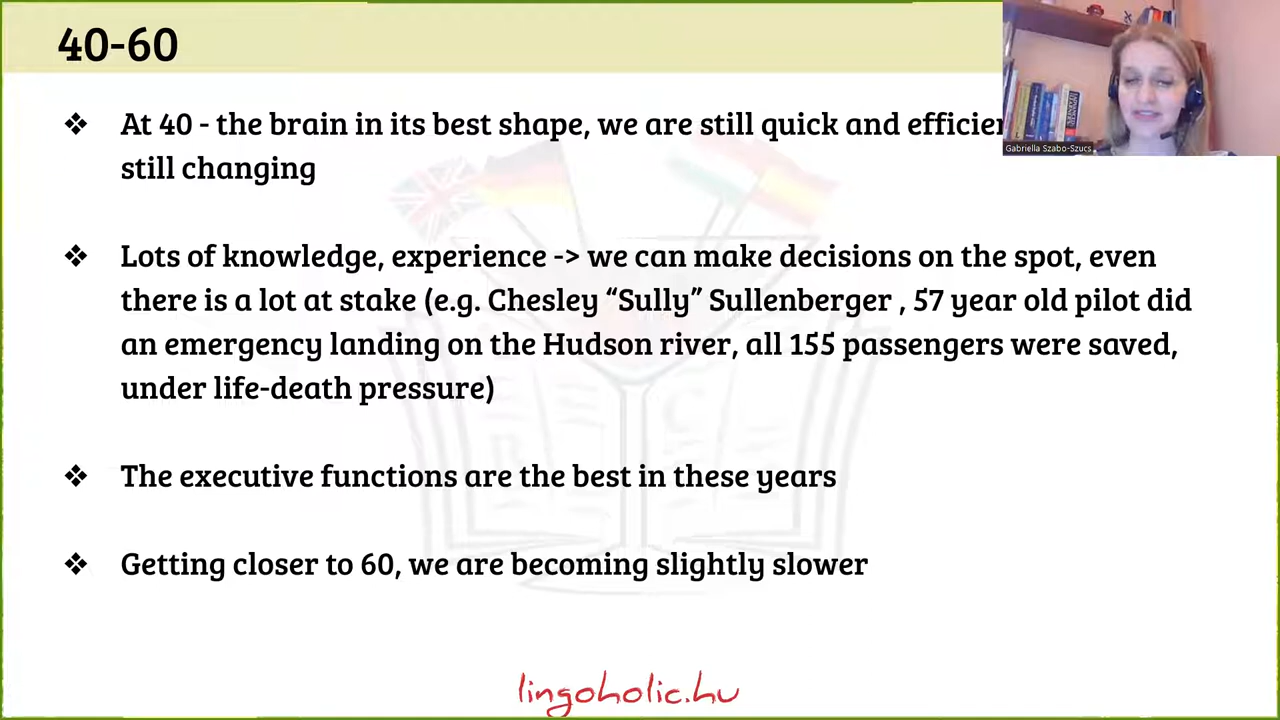 40-60
❖ At 40 - the brain in its best shape, we are still quick and
still changing
❖ Lots of knowledge, experience -> we can make decisions on the spot, even
there is a lot at stake (e.g. Chesley “Sully” Sullenberger , 57 year old pilot did
an emergency landing on the Hudson river, all 155 passengers were saved,
under life-death pressure)
❖ The executive functions are the best in these years
❖ Getting closer to 60, we are becoming slightly slower
Gabriella Szabo-Szucs
lingoholic.hu